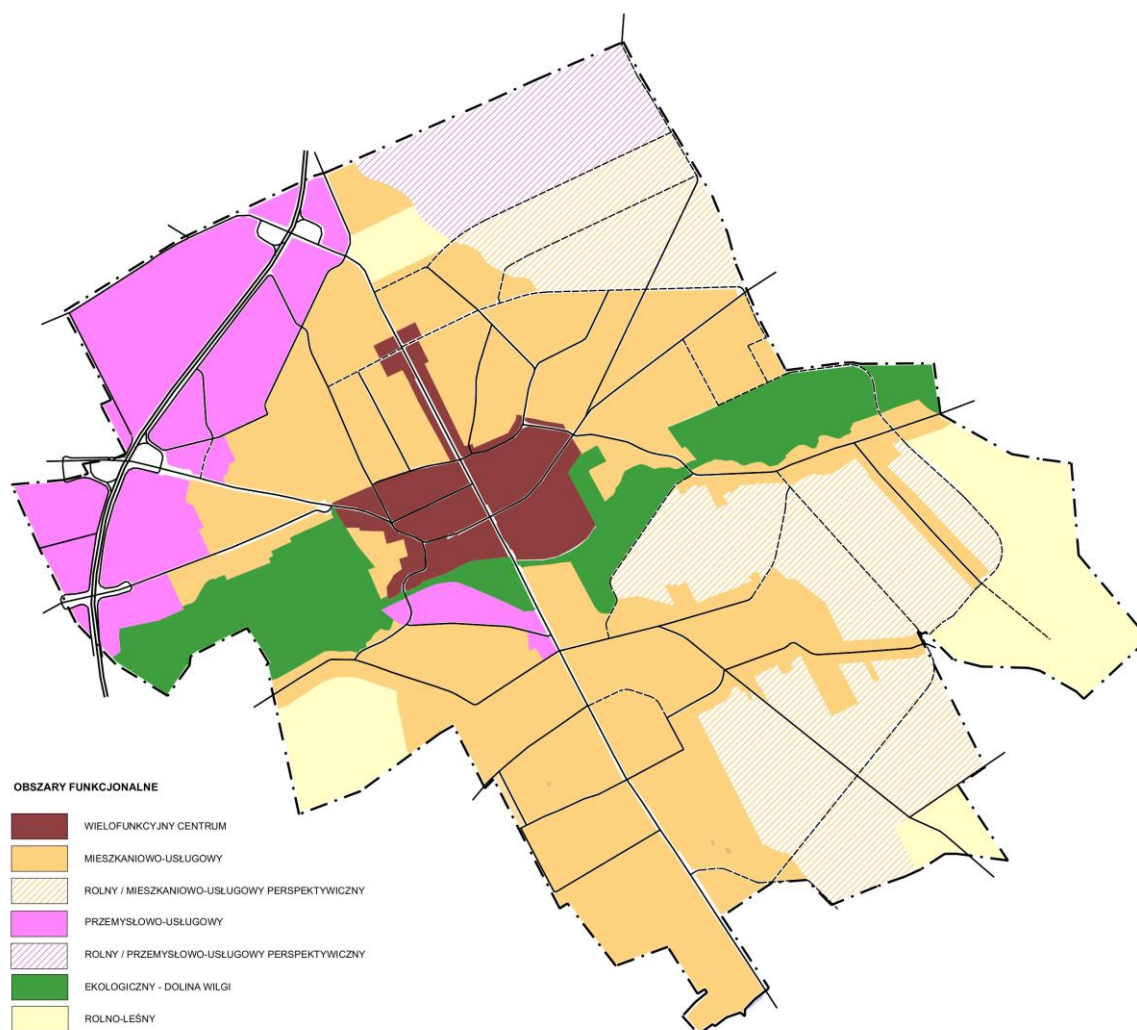 OBSZARY FUNKCJONALNE
WIELOFUNKCYJNY CENTRUM
MIESZKANIOWO-USŁUGOWY
ROLNY / MIESZKANIOWO-USŁUGOWY PERSPEKTYWICZNY
PRZEMYSŁOWO-USŁUGOWY
ROLNY / PRZEMYSŁOWO-USŁUGOWY PERSPEKTYWICZNY
EKOLOGICZNY - DOLINA WILGI
ROLNO-LEŚNY